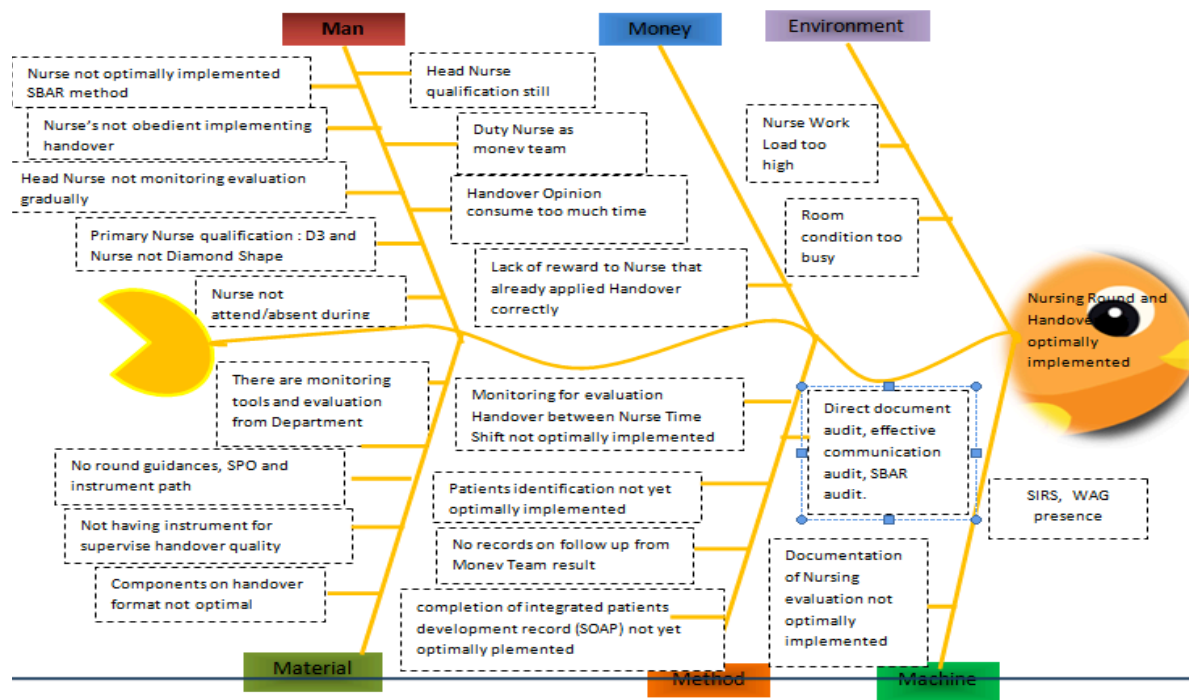 Man
Money
Environment
Nurse not optimally implemented
SBAR method
Nurse's not obedient implementing
handover
Head Nurse not monitoring evaluation
gradually
Primary Nurse qualification : D3 and
Nurse not Diamond Shape
Nurse not
attend/absent during
Head Nurse
qualification still
Duty Nurse as
monev team
Handover Opinion
consume too much time
Lack of reward to Nurse that
already applied Handover
correctly
Nurse Work
Load too
high
Room
condition too
busy
Nursing Round and
Handove
optimally
implemented
There are monitoring
tools and evaluation
from Department
No round guidances, SPO and
instrument path
Not having instrument for
supervise handover quality
Components on handover
format not optimal
Monitoring for evaluation
Handover between Nurse Time
Shift not optimally implemented
Patients identification not yet
optimally implemented
No records on follow up from
Monev Team result
completion of integrated patients
development record (SOAP) not yet
optimally plemented
Direct document
audit, effective
communication
audit, SBAR
audit.
Documentation
of Nursing
evaluation not
optimally
implemented
SIRS, WAG
presence
Material
Method
Machine